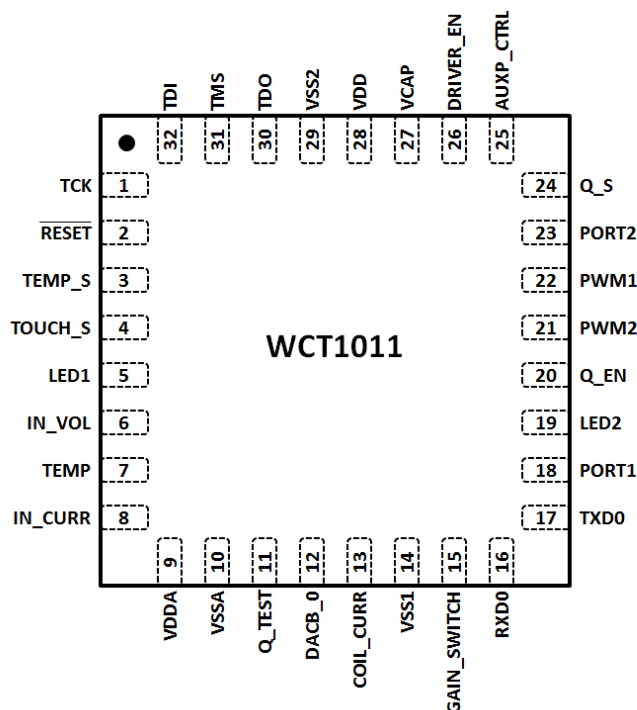 TDI TMS TDO VSS2 VDD VCAP DRIVER_EN AUXP_CTRL
32 31 30 29 28 27 26 25
TCK 1 24 Q_S
RESET 2 23 PORT2
TEMP_S 3 22 PWM1
TOUCH_S 4 21 PWM2
WCT1011
LED1 5 20 Q_EN
IN_VOL 6 19 LED2
TEMP 7 18 PORT1
IN_CURR 8 17 TXD0
9 10 11 12 13 14 15 16
VDDA VSSA Q_TEST DACB_0 COIL_CURR VSS1 GAIN_SWITCH RXD0